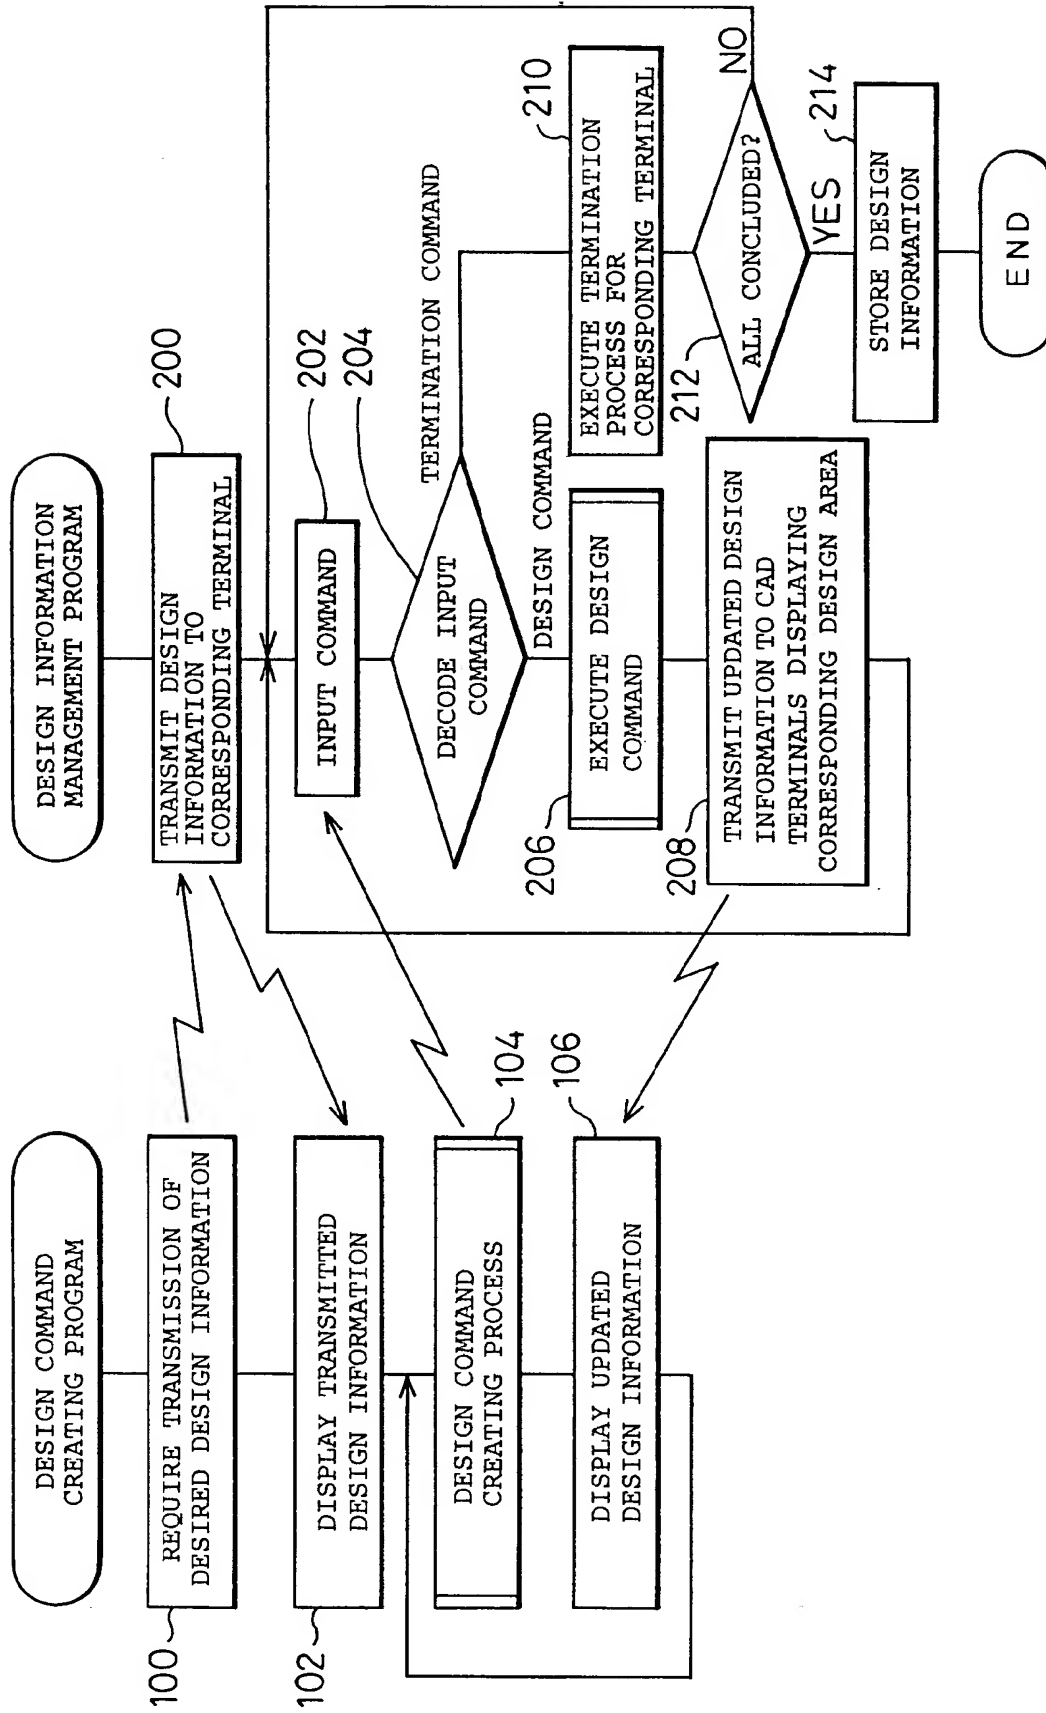 DESIGN COMMAND
CREATING PROGRAM
100
REQUIRE TRANSMISSION OF
DESIRED DESIGN INFORMATION
102
DISPLAY TRANSMITTED
DESIGN INFORMATION
DESIGN COMMAND
CREATING PROCESS
104
DISPLAY UPDATED
DESIGN INFORMATION
106
DESIGN INFORMATION
MANAGEMENT PROGRAM
TRANSMIT DESIGN
INFORMATION TO
CORRESPONDING TERMINAL
200
INPUT COMMAND
202
204
DECODE INPUT
COMMAND
TERMINATION COMMAND
DESIGN COMMAND
206
EXECUTE DESIGN
COMMAND
208
TRANSMIT UPDATED DESIGN
INFORMATION TO CAD
TERMINALS DISPLAYING
CORRESPONDING DESIGN AREA
EXECUTE TERMINATION
PROCESS FOR
CORRESPONDING TERMINAL
210
212
ALL CONCLUDED?
NO
YES
214
STORE DESIGN
INFORMATION
END